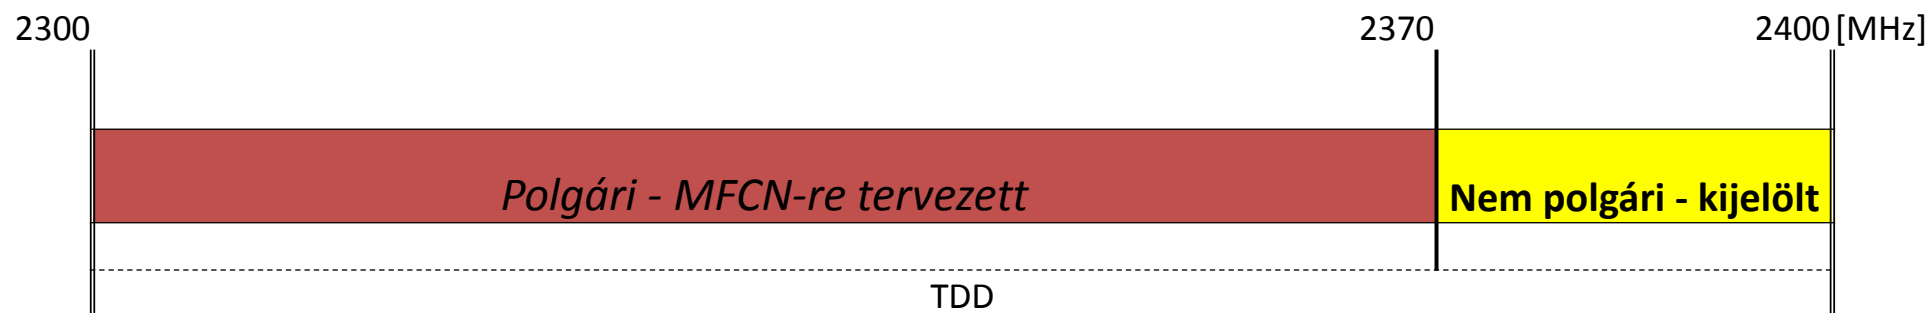 2300 2370 2400 [MHz]
Polgári - MFCN-re tervezett Nem polgári - kijelölt
TDD